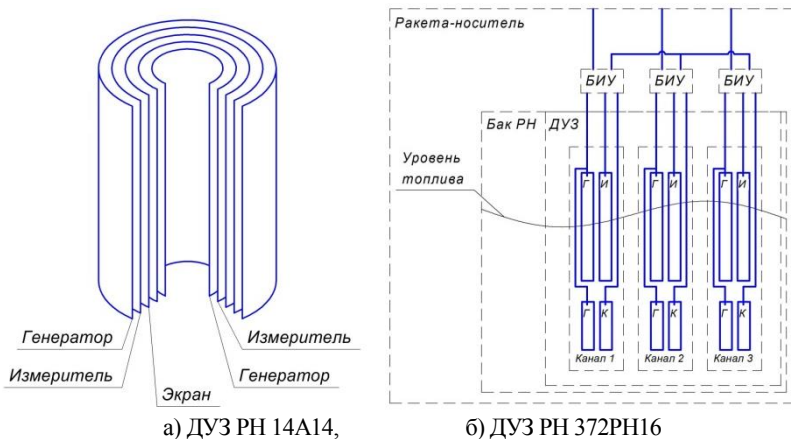 Генератор
Измеритель
Экран
Измеритель
Генератор
Ракета-носитель
БИУ БИУ БИУ
Бак РН ДУЗ
Уровень
топлива
Г И Г И Г И
Г К Г К Г К
Канал 1 Канал 2 Канал 3
а) ДУЗ РН 14А14, б) ДУЗ РН 372РН16